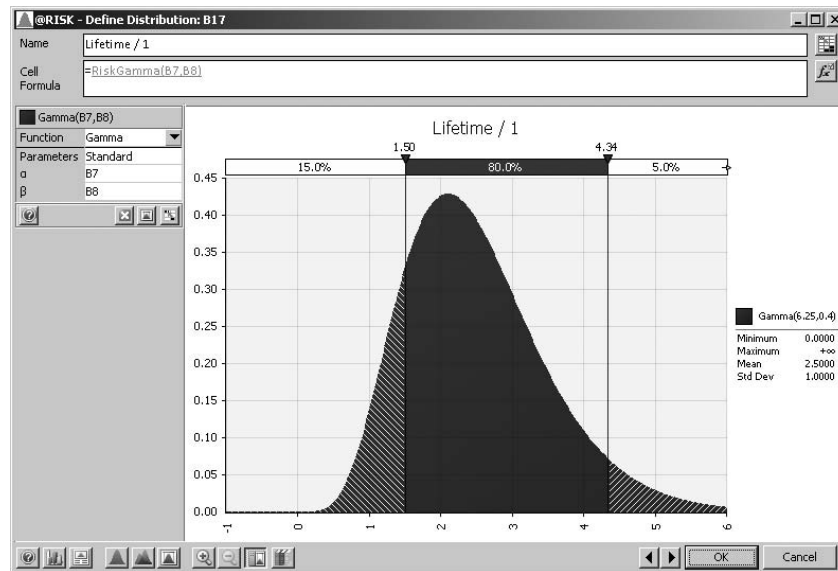 @RISK - Define Distribution: B17
Name
Lifetime / 1
Cell
Formula
=RiskGamma(B7,B8)
fx
Gamma(B7,B8)
Function Gamma
Parameters Standard
α B7
β B8
Lifetime / 1
1.50 4.34
15.0% 80.0% 5.0%
0.45
0.40
0.35
0.30
0.25
0.20
0.15
0.10
0.05
0.00
-1 0 1 2 3 4 5 6
Gamma(6.25,0.4)
Minimum 0.0000
Maximum +∞
Mean 2.5000
Std Dev 1.0000
OK Cancel